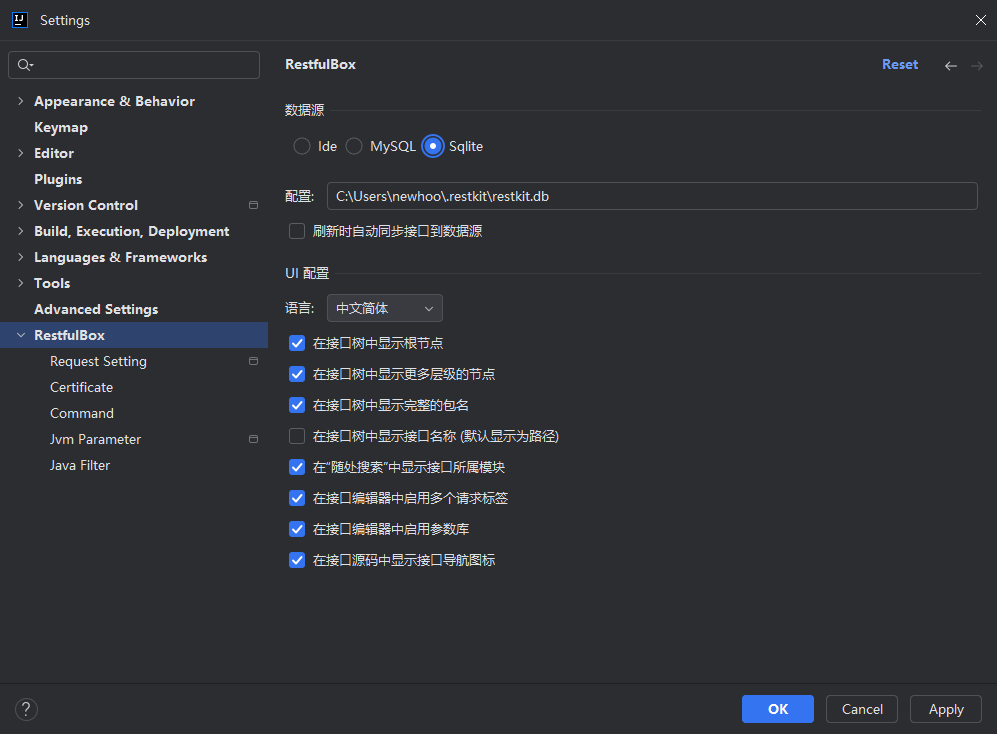 Settings
Appearance & Behavior
Keymap
Editor
Plugins
Version Control
Build, Execution, Deployment
Languages & Frameworks
Tools
Advanced Settings
RestfulBox
Request Setting
Certificate
Command
Jvm Parameter
Java Filter
RestfulBox
Reset
数据源
Ide MySQL Sqlite
配置: C:\Users\newhoo\.restkit\restkit.db
刷新时自动同步接口到数据源
UI 配置
语言: 中文简体
在接口树中显示根节点
在接口树中显示更多层级的节点
在接口树中显示完整的包名
在接口树中显示接口名称 (默认显示为路径)
在“随处搜索”中显示接口所属模块
在接口编辑器中启用多个请求标签
在接口编辑器中启用参数库
在接口源码中显示接口导航图标
?
OK Cancel Apply